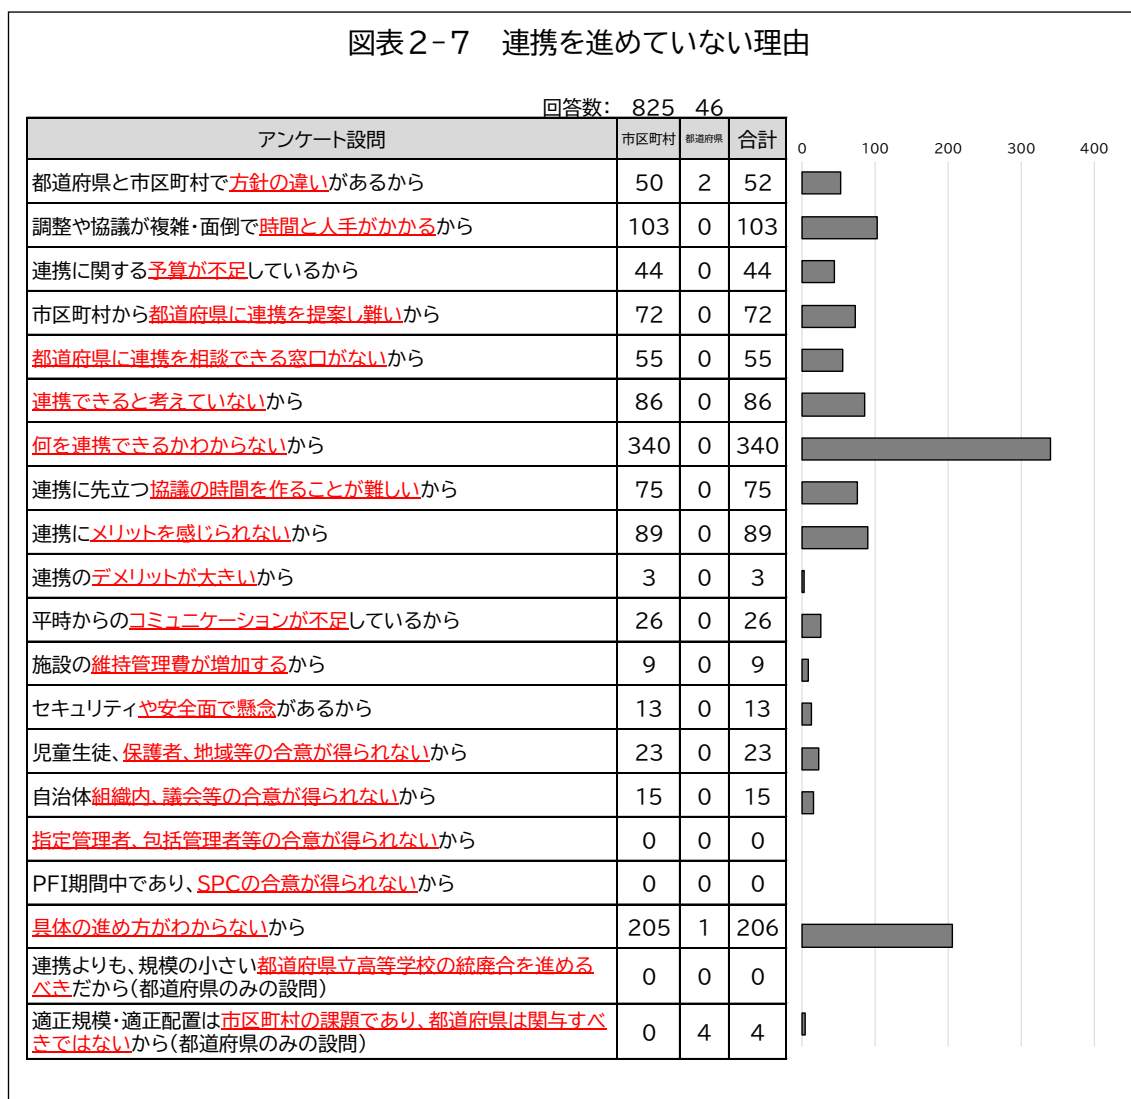 図表2-7　連携を進めていない理由
回答数： 825 46
アンケート設問 市区町村 都道府県 合計
0 100 200 300 400
都道府県と市区町村で方針の違いがあるから 50 2 52
調整や協議が複雑・面倒で時間と人手がかかるから 103 0 103
連携に関する予算が不足しているから 44 0 44
市区町村から都道府県に連携を提案し難いから 72 0 72
都道府県に連携を相談できる窓口がないから 55 0 55
連携できると考えていないから 86 0 86
何を連携できるかわからないから 340 0 340
連携に先立つ協議の時間を作ることが難しいから 75 0 75
連携にメリットを感じられないから 89 0 89
連携のデメリットが大きいから 3 0 3
平時からのコミュニケーションが不足しているから 26 0 26
施設の維持管理費が増加するから 9 0 9
セキュリティや安全面で懸念があるから 13 0 13
児童生徒、保護者、地域等の合意が得られないから 23 0 23
自治体組織内、議会等の合意が得られないから 15 0 15
指定管理者、包括管理者等の合意が得られないから 0 0 0
PFI期間中であり、SPCの合意が得られないから 0 0 0
具体の進め方がわからないから 205 1 206
連携よりも、規模の小さい都道府県立高等学校の統廃合を進める
べきだから（都道府県のみの設問） 0 0 0
適正規模・適正配置は市区町村の課題であり、都道府県は関与すべ
きではないから（都道府県のみの設問） 0 4 4